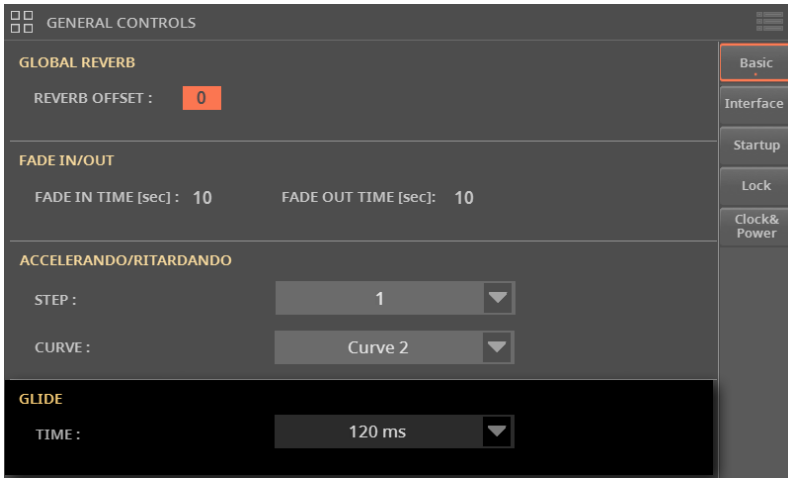 GENERAL CONTROLS
GLOBAL REVERB
REVERB OFFSET : 0
FADE IN/OUT
FADE IN TIME [sec] : 10 FADE OUT TIME [sec]: 10
ACCELERANDO/RITARDANDO
STEP : 1
CURVE : Curve 2
GLIDE
TIME : 120 ms
Basic
Interface
Startup
Lock
Clock&
Power